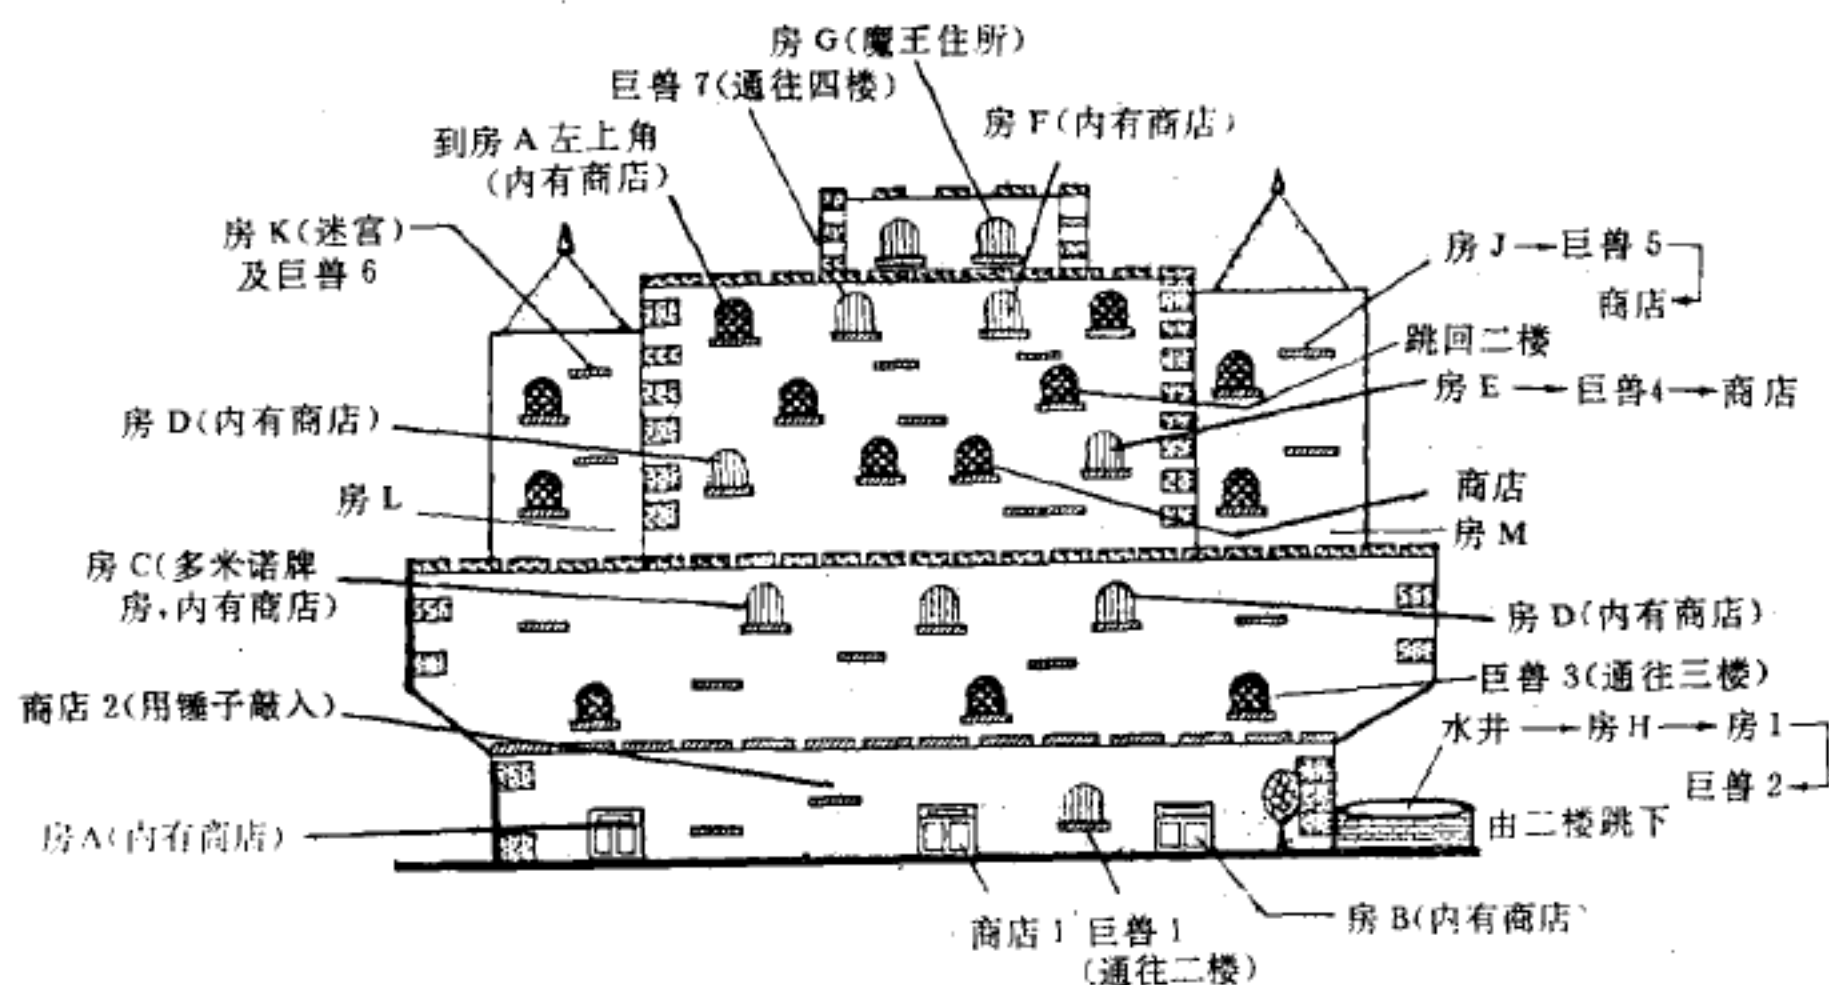 房 G(魔王住所)
巨兽 7(通往四楼)
房 F(内有商店)
到房 A 左上角
(内有商店)
房 K(迷宫)
及巨兽 6
房 J→巨兽 5
商店
跳回二楼
房 E→巨兽4→商店
房 D(内有商店)
商店
房 L
房 M
房 C(多米诺牌
房,内有商店)
房 D(内有商店)
巨兽 3(通往三楼)
商店 2(用锤子敲入)
水井→房 H→房 I
巨兽 2
由二楼跳下
房A(内有商店)
房 B(内有商店)
商店 1
巨兽 1
(通往二楼)